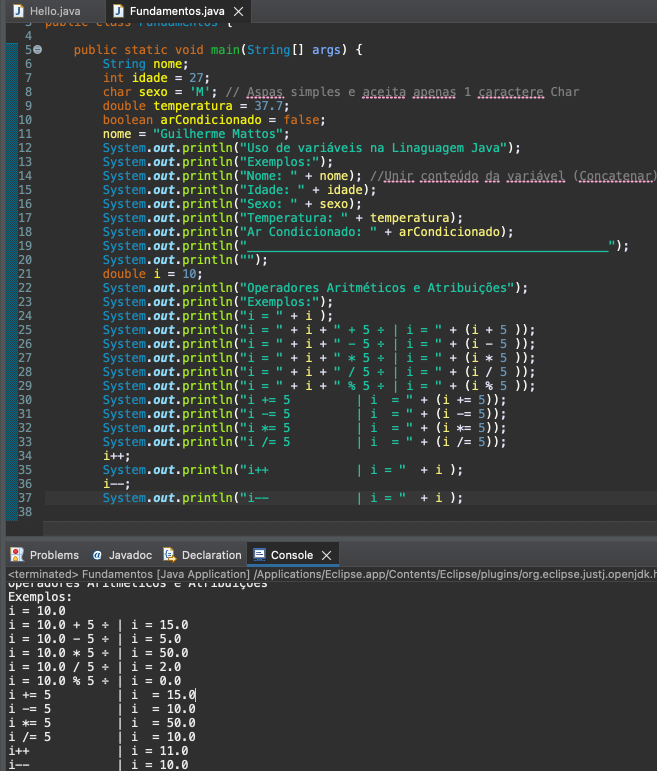 Hello.java Fundamentos.java
3 public class Fundamentos {
4
5 public static void main(String[] args) {
6 String nome;
7 int idade = 27;
8 char sexo = 'M'; // Aspas simples e aceita apenas 1 caractere Char
9 double temperatura = 37.7;
10 boolean arCondicionado = false;
11 nome = "Guilherme Mattos";
12 System.out.println("Uso de variáveis na Linaguagem Java");
13 System.out.println("Exemplos:");
14 System.out.println("Nome: " + nome); //Unir conteúdo da variável (Concatenar)
15 System.out.println("Idade: " + idade);
16 System.out.println("Sexo: " + sexo);
17 System.out.println("Temperatura: " + temperatura);
18 System.out.println("Ar Condicionado: " + arCondicionado);
19 System.out.println("___________________________________________________");
20 System.out.println("");
21 double i = 10;
22 System.out.println("Operadores Aritméticos e Atribuições");
23 System.out.println("Exemplos:");
24 System.out.println("i = " + i );
25 System.out.println("i = " + i + " + 5 ÷ | i = " + (i + 5 ));
26 System.out.println("i = " + i + " - 5 ÷ | i = " + (i - 5 ));
27 System.out.println("i = " + i + " * 5 ÷ | i = " + (i * 5 ));
28 System.out.println("i = " + i + " / 5 ÷ | i = " + (i / 5 ));
29 System.out.println("i = " + i + " % 5 ÷ | i = " + (i % 5 ));
30 System.out.println("i += 5 | i = " + (i += 5));
31 System.out.println("i -= 5 | i = " + (i -= 5));
32 System.out.println("i *= 5 | i = " + (i *= 5));
33 System.out.println("i /= 5 | i = " + (i /= 5));
34 i++;
35 System.out.println("i++ | i = " + i );
36 i--;
37 System.out.println("i-- | i = " + i );
38
Problems Javadoc Declaration Console
<terminated> Fundamentos [Java Application] /Applications/Eclipse.app/Contents/Eclipse/plugins/org.eclipse.justj.openjdk.h
Operadores Aritméticos e Atribuições
Exemplos:
i = 10.0
i = 10.0 + 5 ÷ | i = 15.0
i = 10.0 - 5 ÷ | i = 5.0
i = 10.0 * 5 ÷ | i = 50.0
i = 10.0 / 5 ÷ | i = 2.0
i = 10.0 % 5 ÷ | i = 0.0
i += 5 | i = 15.0
i -= 5 | i = 10.0
i *= 5 | i = 50.0
i /= 5 | i = 10.0
i++ | i = 11.0
i-- | i = 10.0